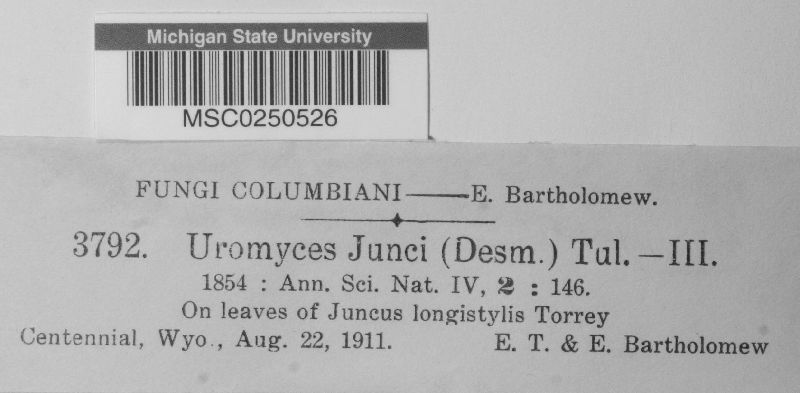 Michigan State University
MSC0250526
FUNGI COLUMBIANI—E. Bartholomew.
3792. Uromyces Junci (Desm.) Tul.—III.
1854 : Ann. Sci. Nat. IV, 2 : 146.
On leaves of Juncus longistylis Torrey
Centennial, Wyo., Aug. 22, 1911. E. T. & E. Bartholomew